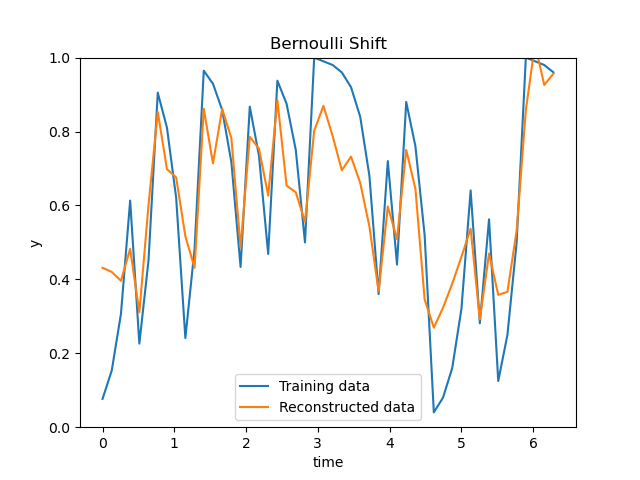 Bernoulli Shift
1.0
0.8
0.6
0.4
0.2
0.0
y
Training data
Reconstructed data
0 1 2 3 4 5 6
time